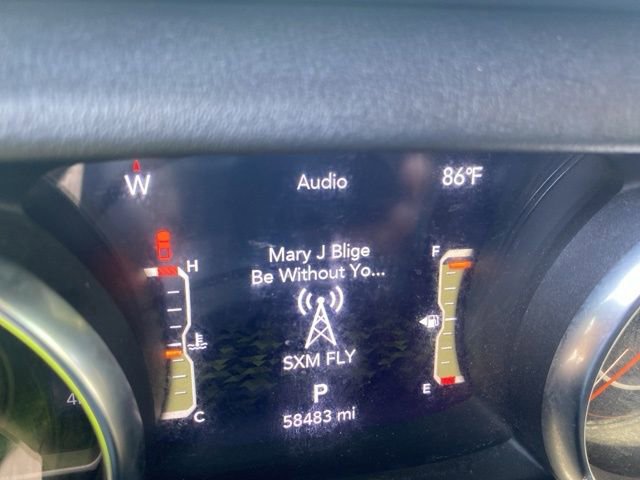 W Audio 86°F
H
Mary J Blige
Be Without Yo...
F
SXM FLY
P
C
E
58483 mi